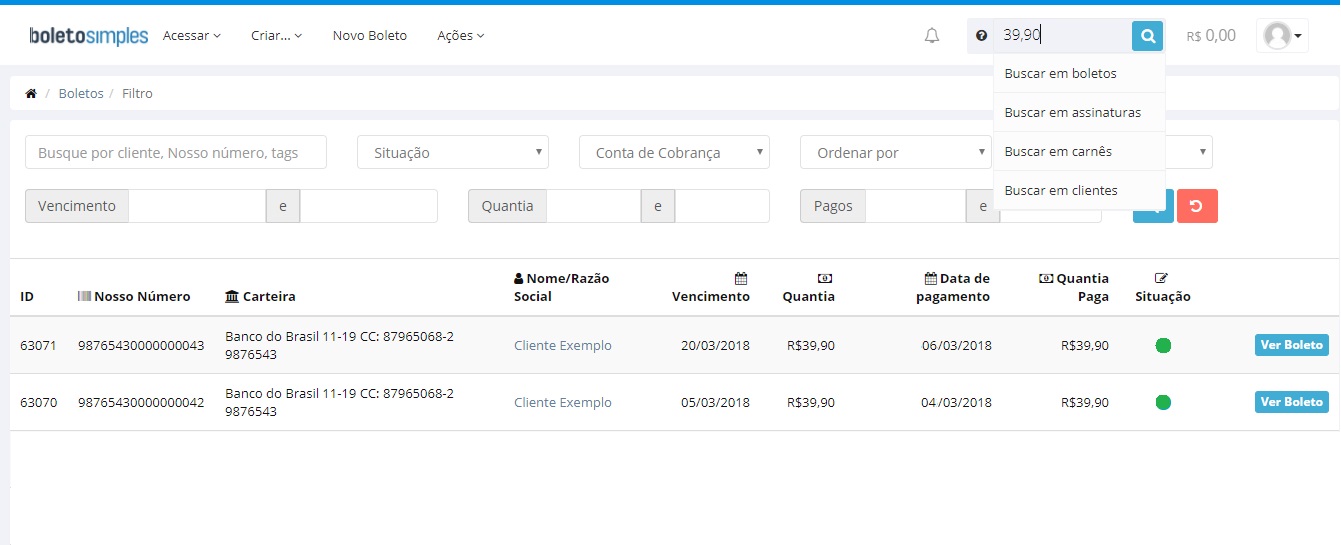 boletosimples Acessar Criar... Novo Boleto Ações 39,90 R$ 0,00
Buscar em boletos
Buscar em assinaturas
Buscar em carnês
Buscar em clientes
/ Boletos / Filtro
Busque por cliente, Nosso número, tags Situação Conta de Cobrança Ordenar por
Vencimento e Quantia e Pagos e
ID Nosso Número Carteira Nome/Razão Social Vencimento Quantia Data de pagamento Quantia Paga Situação
63071 98765430000000043 Banco do Brasil 11-19 CC: 87965068-2 9876543 Cliente Exemplo 20/03/2018 R$39,90 06/03/2018 R$39,90 Ver Boleto
63070 98765430000000042 Banco do Brasil 11-19 CC: 87965068-2 9876543 Cliente Exemplo 05/03/2018 R$39,90 04/03/2018 R$39,90 Ver Boleto